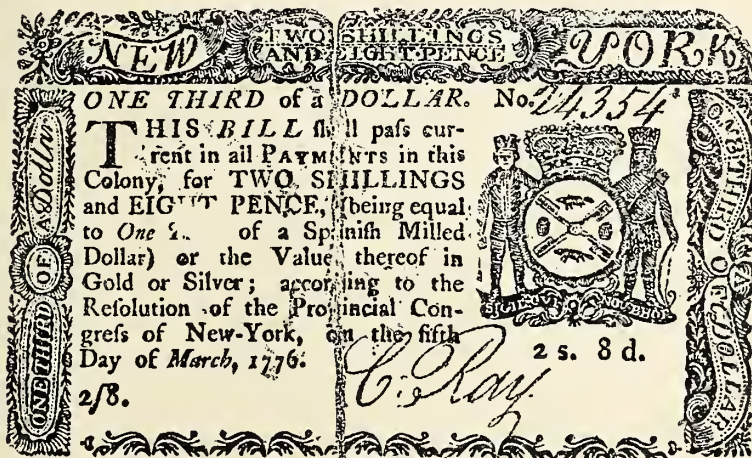 NEW
TWO SHILLINGS
AND EIGHT-PENCE
YORK
ONE THIRD OF A Dollar
ONE THIRD of a DOLLAR. No. 24354
THIS BILL ſhall paſs cur-
rent in all PAYMENTS in this
Colony, for TWO SHILLINGS
and EIGHT PENCE, (being equal
to One of a Spaniſh Milled
Dollar) or the Value thereof in
Gold or Silver; according to the
Reſolution of the Provincial Con-
greſs of New-York, on the fifth
Day of March, 1776.
2/8.
2 s. 8 d.
C. Ray
ONE THIRD OF A DOLLAR